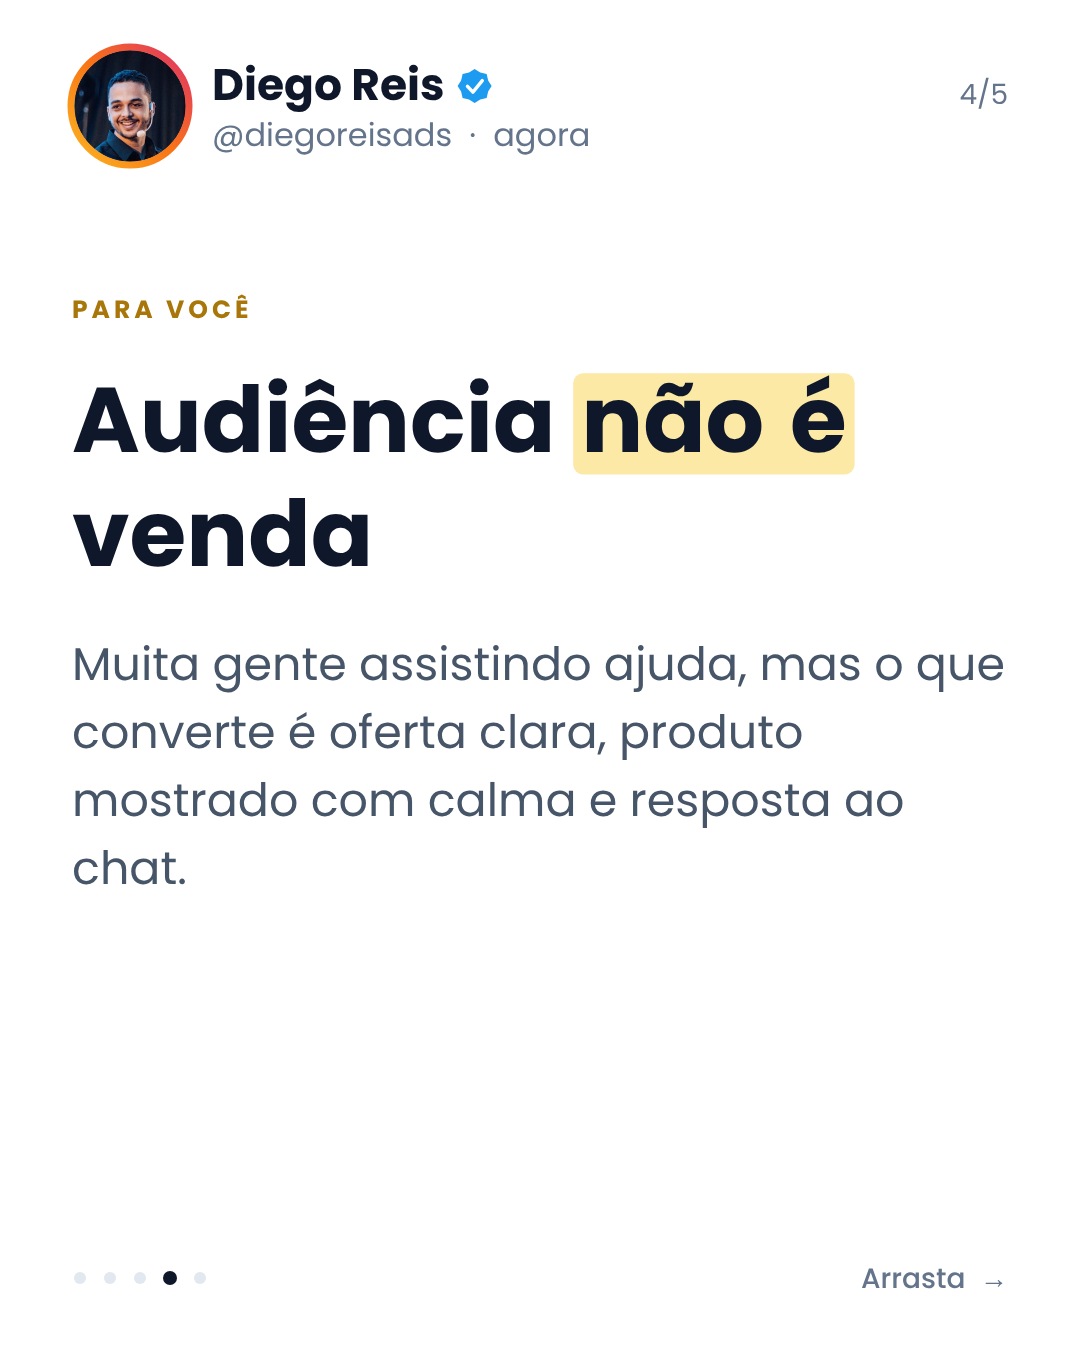 Diego Reis
@diegoreisads · agora
4/5
PARA VOCÊ
Audiência não é
venda
Muita gente assistindo ajuda, mas o que
converte é oferta clara, produto
mostrado com calma e resposta ao
chat.
Arrasta →